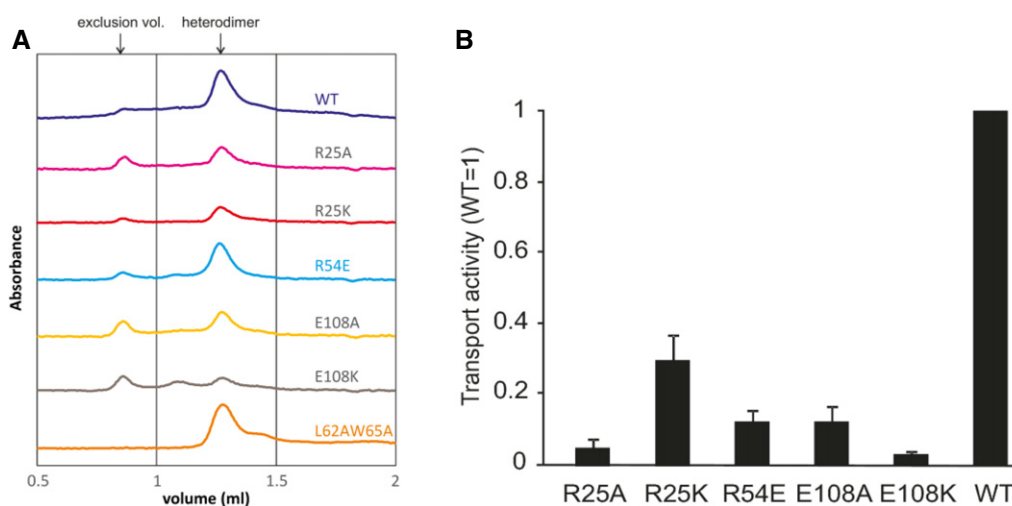 exclusion vol. heterodimer
A
WT
R25A
R25K
R54E
E108A
E108K
L62AW65A
Absorbance
0.5 1 1.5 2
volume (ml)
B
Transport activity (WT=1)
1
0.8
0.6
0.4
0.2
0
R25A R25K R54E E108A E108K WT